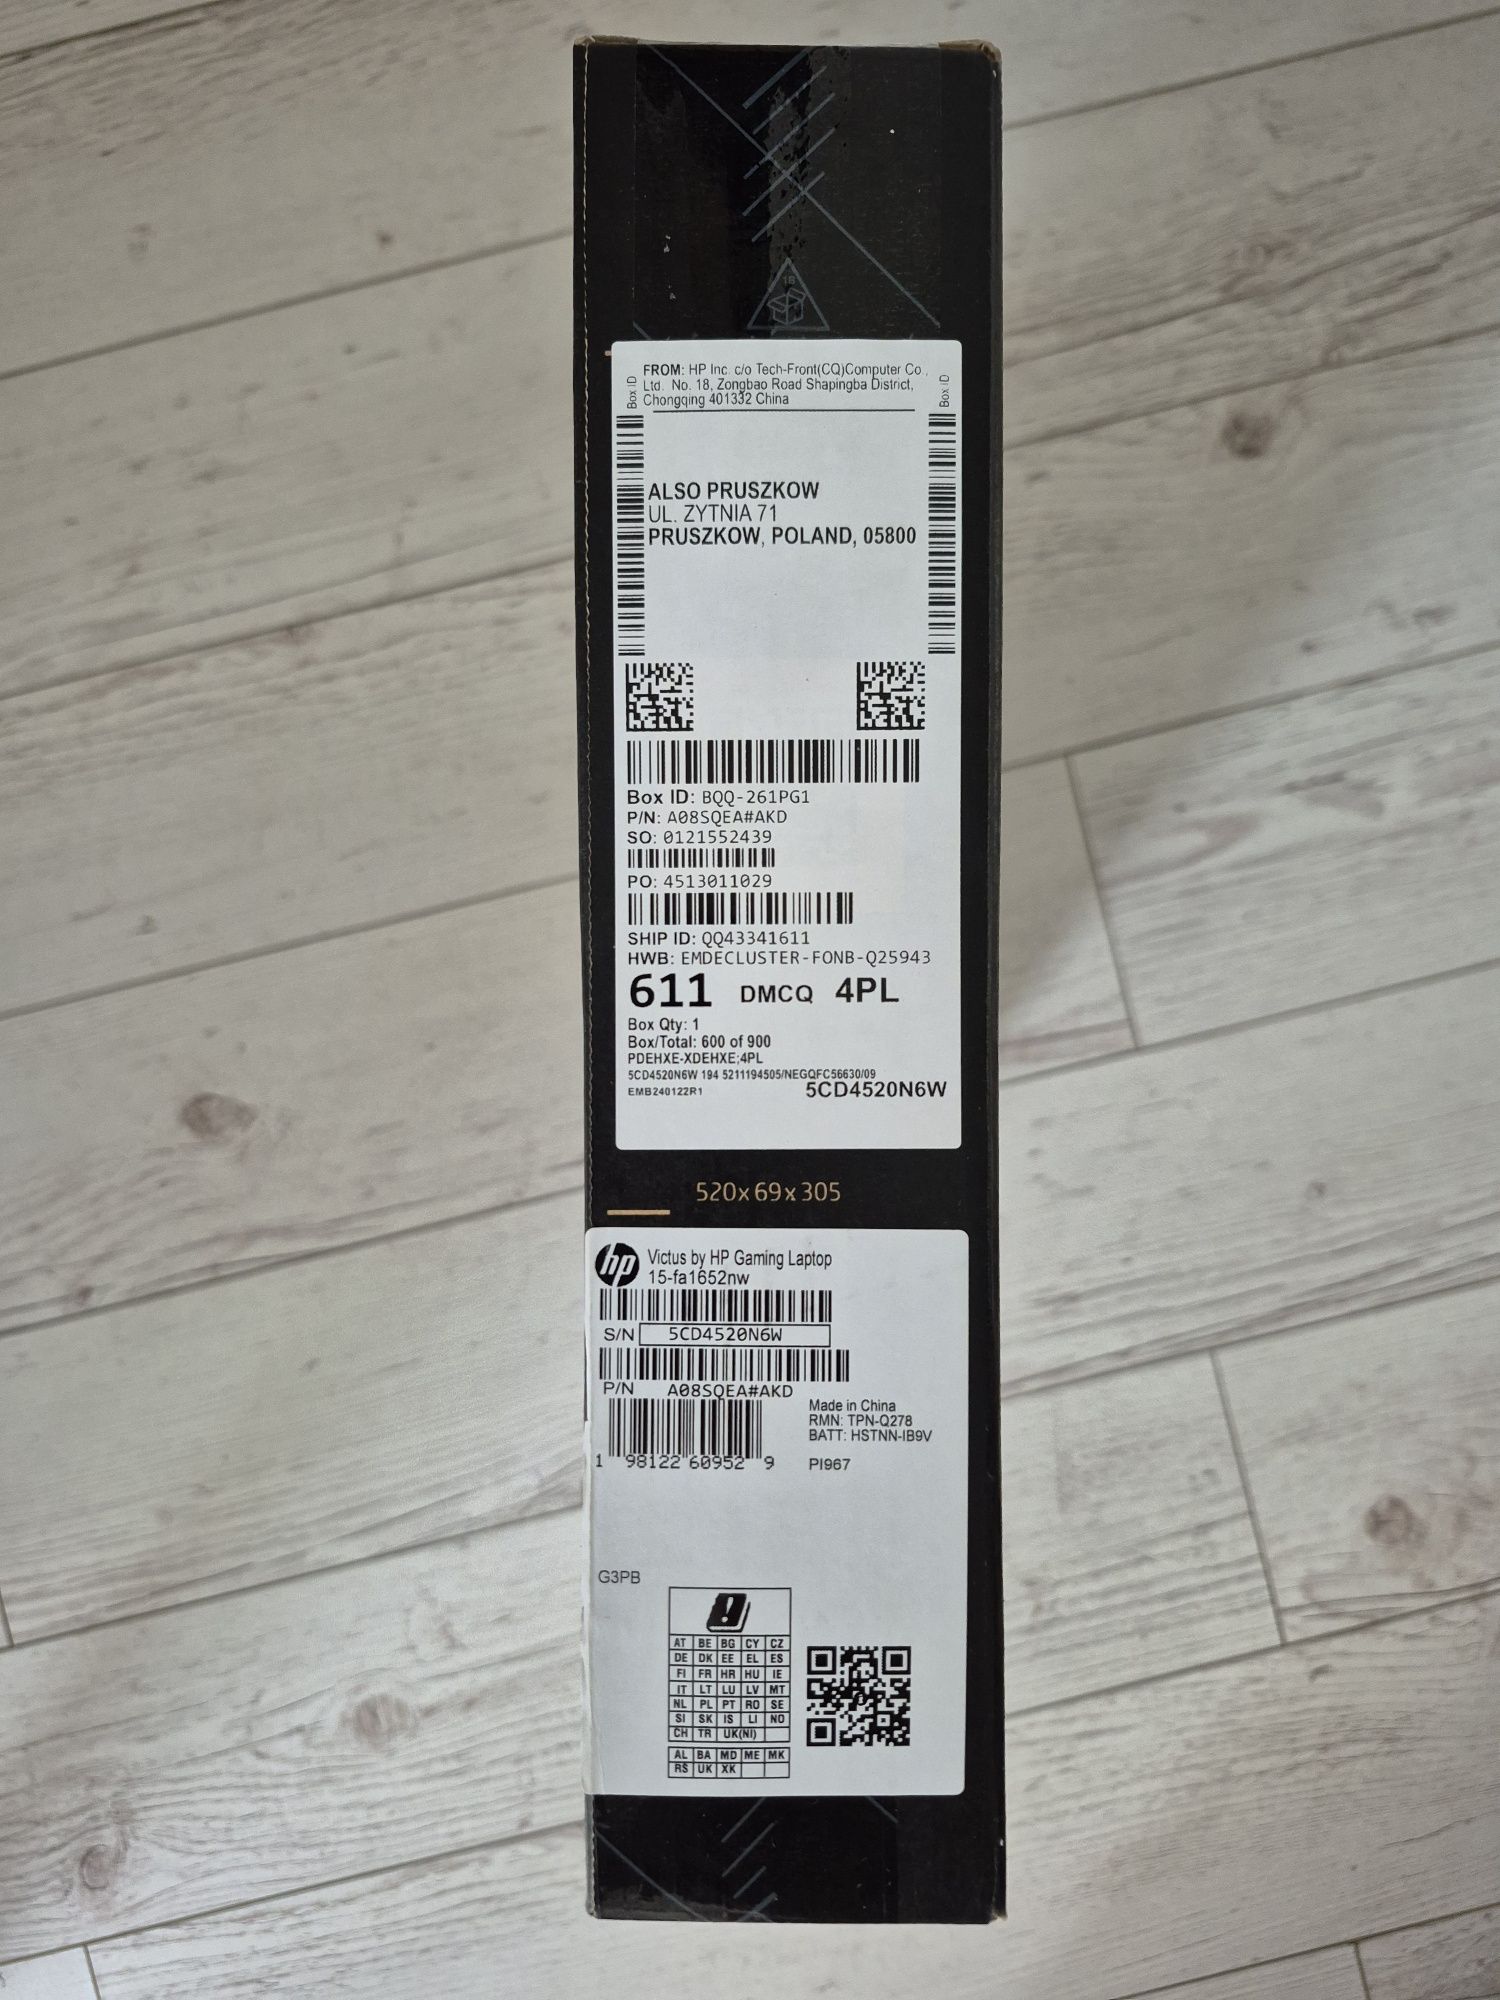 18
FROM: HP Inc. c/o Tech-Front(CQ)Computer Co.,
Ltd. No. 18, Zongbao Road Shapingba District,
Chongqing 401332 China
Box ID
Box ID
ALSO PRUSZKOW
UL. ZYTNIA 71
PRUSZKOW, POLAND, 05800
Box ID: BQQ-261PG1
P/N: A08SQEA#AKD
SO: 0121552439
PO: 4513011029
SHIP ID: QQ43341611
HWB: EMDECLUSTER-FONB-Q25943
611 DMCQ 4PL
Box Qty: 1
Box/Total: 600 of 900
PDEHXE-XDEHXE;4PL
5CD4520N6W 194 5211194505/NEGQFC56630/09
EMB240122R1 5CD4520N6W
520x69x305
hp Victus by HP Gaming Laptop
15-fa1652nw
S/N 5CD4520N6W
P/N A08SQEA#AKD
Made in China
RMN: TPN-Q278
BATT: HSTNN-IB9V
1 98122 60952 9 PI967
G3PB
!
AT BE BG CY CZ
DE DK EE EL ES
FI FR HR HU IE
IT LT LU LV MT
NL PL PT RO SE
SI SK IS LI NO
CH TR UK(NI)
AL BA MD ME MK
RS UK XK